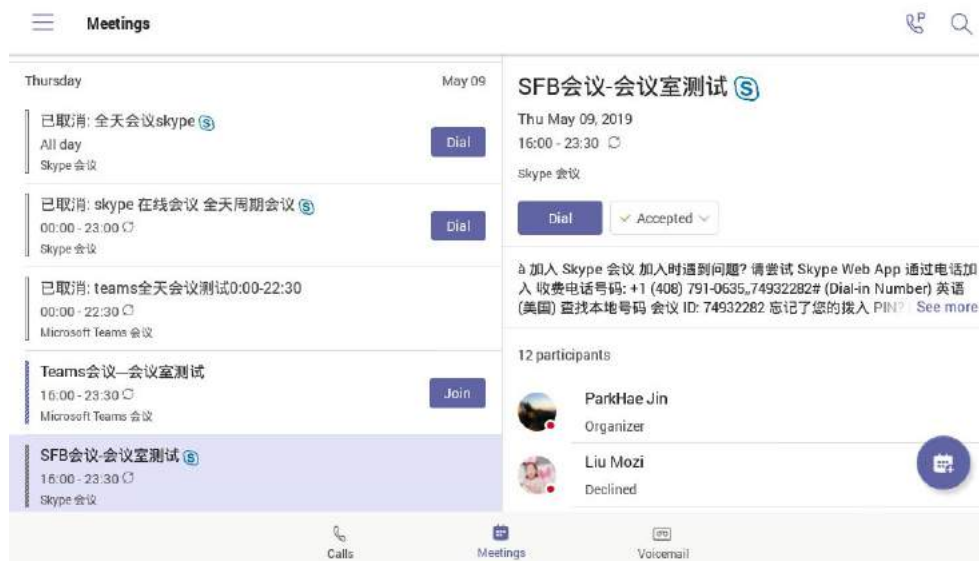 Meetings
P
Thursday
May 09
已取消: 全天会议skype
All day
Skype 会议
Dial
已取消: skype 在线会议 全天周期会议
00:00 - 23:00
Skype 会议
Dial
已取消: teams全天会议测试0:00-22:30
00:00 - 22:30
Microsoft Teams 会议
Teams会议—会议室测试
16:00 - 23:30
Microsoft Teams 会议
Join
SFB会议-会议室测试
16:00 - 23:30
Skype 会议
SFB会议-会议室测试
Thu May 09, 2019
16:00 - 23:30
Skype 会议
Dial
Accepted
à 加入 Skype 会议 加入时遇到问题? 请尝试 Skype Web App 通过电话加
入 收费电话号码: +1 (408) 791-0635,,74932282# (Dial-in Number) 英语
(美国) 查找本地号码 会议 ID: 74932282 忘记了您的拨入 PIN? See more
12 participants
ParkHae Jin
Organizer
Liu Mozi
Declined
Calls
Meetings
Voicemail